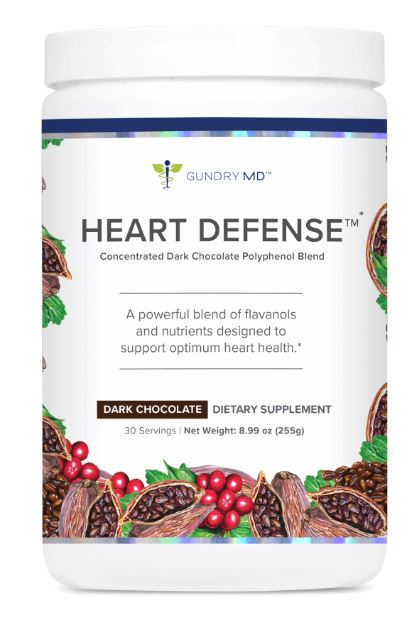 GUNDRY MD™
HEART DEFENSE™*
Concentrated Dark Chocolate Polyphenol Blend
A powerful blend of flavanols
and nutrients designed to
support optimum heart health.*
DARK CHOCOLATE DIETARY SUPPLEMENT
30 Servings | Net Weight: 8.99 oz (255g)